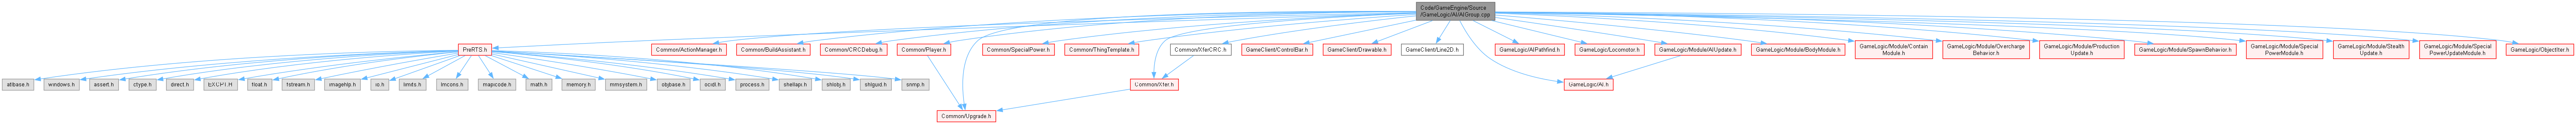 Code/GameEngine/Source
/GameLogic/AI/AIGroup.cpp
PreRTS.h
Common/ActionManager.h
Common/BuildAssistant.h
Common/CRCDebug.h
Common/Player.h
Common/SpecialPower.h
Common/ThingTemplate.h
Common/XferCRC.h
GameClient/ControlBar.h
GameClient/Drawable.h
GameClient/Line2D.h
GameLogic/AIPathfind.h
GameLogic/Locomotor.h
GameLogic/Module/AIUpdate.h
GameLogic/Module/BodyModule.h
GameLogic/Module/Contain
Module.h
GameLogic/Module/Overcharge
Behavior.h
GameLogic/Module/Production
Update.h
GameLogic/Module/SpawnBehavior.h
GameLogic/Module/Special
PowerModule.h
GameLogic/Module/Stealth
Update.h
GameLogic/Module/Special
PowerUpdateModule.h
GameLogic/ObjectIter.h
atlbase.h
windows.h
assert.h
ctype.h
direct.h
EXCPT.H
float.h
fstream.h
imagehlp.h
io.h
limits.h
lmcons.h
mapicode.h
math.h
memory.h
mmsystem.h
objbase.h
ocidl.h
process.h
shellapi.h
shlobj.h
shlguid.h
snmp.h
Common/Xfer.h
GameLogic/AI.h
Common/Upgrade.h